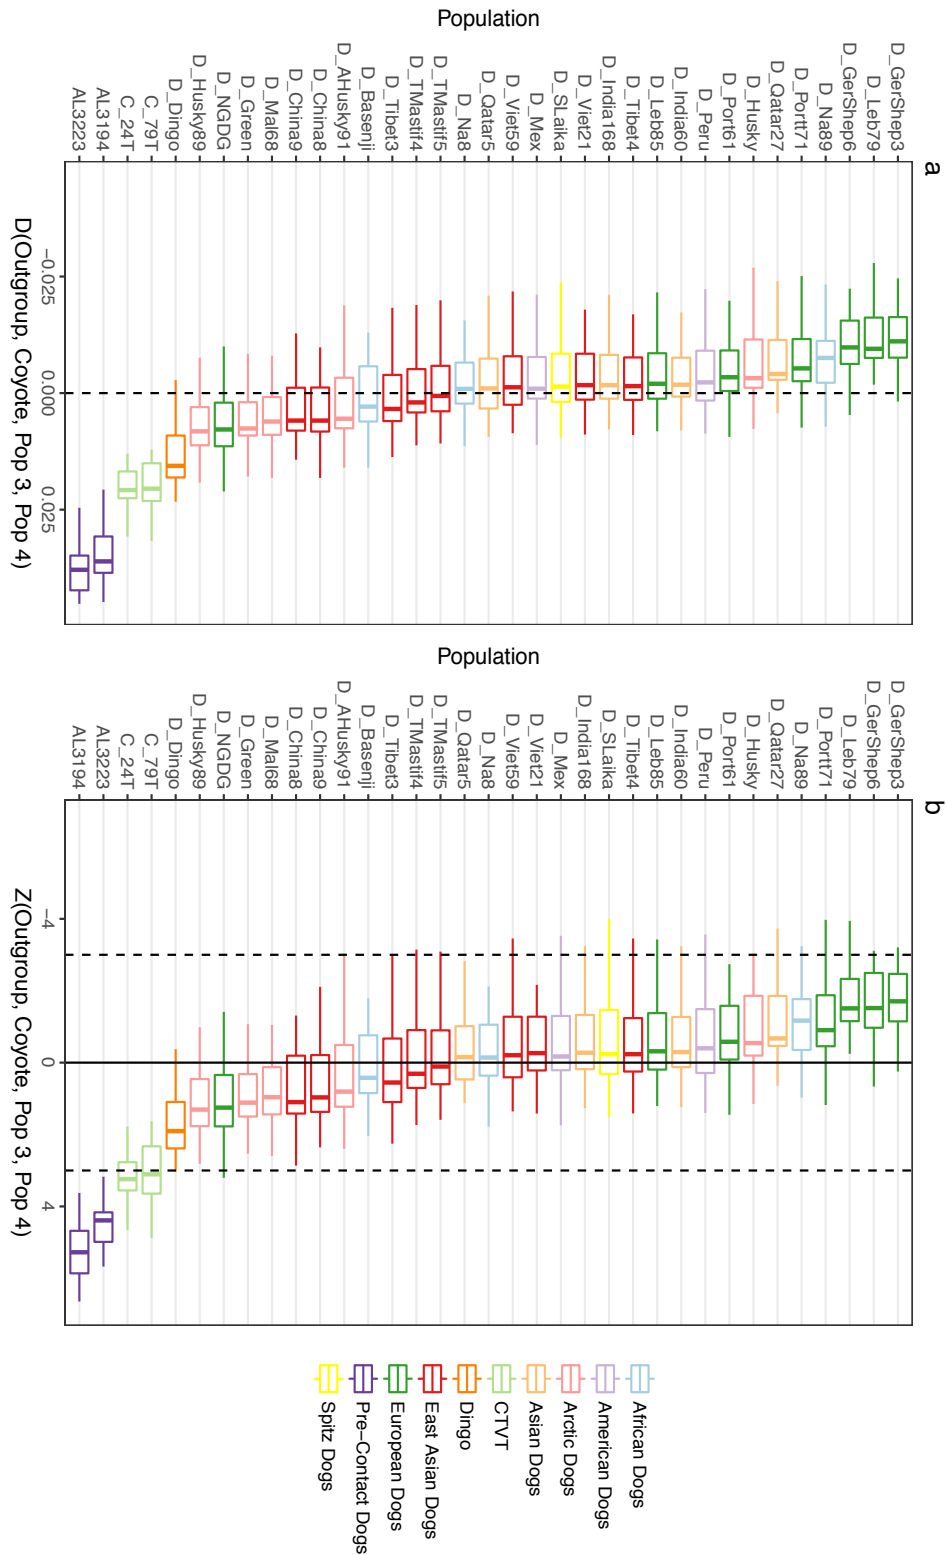 a
Population
D_GerShep3
D_Leb79
D_GerShep6
D_Na89
D_Portt71
D_Qatar27
D_Husky
D_Port61
D_Peru
D_India60
D_Leb85
D_Tibet4
D_India168
D_Viet21
D_SLaika
D_Mex
D_Viet59
D_Qatar5
D_Na8
D_TMastif5
D_TMastif4
D_Tibet3
D_Basenji
D_AHusky91
D_China8
D_China9
D_Mal68
D_Green
D_NGDG
D_Husky89
D_Dingo
C_79T
C_24T
AL3194
AL3223
−0.025 0.000 0.025
D(Outgroup, Coyote, Pop 3, Pop 4)
b
Population
D_GerShep3
D_GerShep6
D_Leb79
D_Portt71
D_Na89
D_Qatar27
D_Husky
D_Port61
D_Peru
D_India60
D_Leb85
D_Tibet4
D_SLaika
D_India168
D_Mex
D_Viet21
D_Viet59
D_Na8
D_Qatar5
D_TMastif5
D_TMastif4
D_Tibet3
D_Basenji
D_AHusky91
D_China9
D_China8
D_Mal68
D_Green
D_NGDG
D_Husky89
D_Dingo
C_79T
C_24T
AL3223
AL3194
−4 0 4
Z(Outgroup, Coyote, Pop 3, Pop 4)
African Dogs
American Dogs
Arctic Dogs
Asian Dogs
CTVT
Dingo
East Asian Dogs
European Dogs
Pre−Contact Dogs
Spitz Dogs